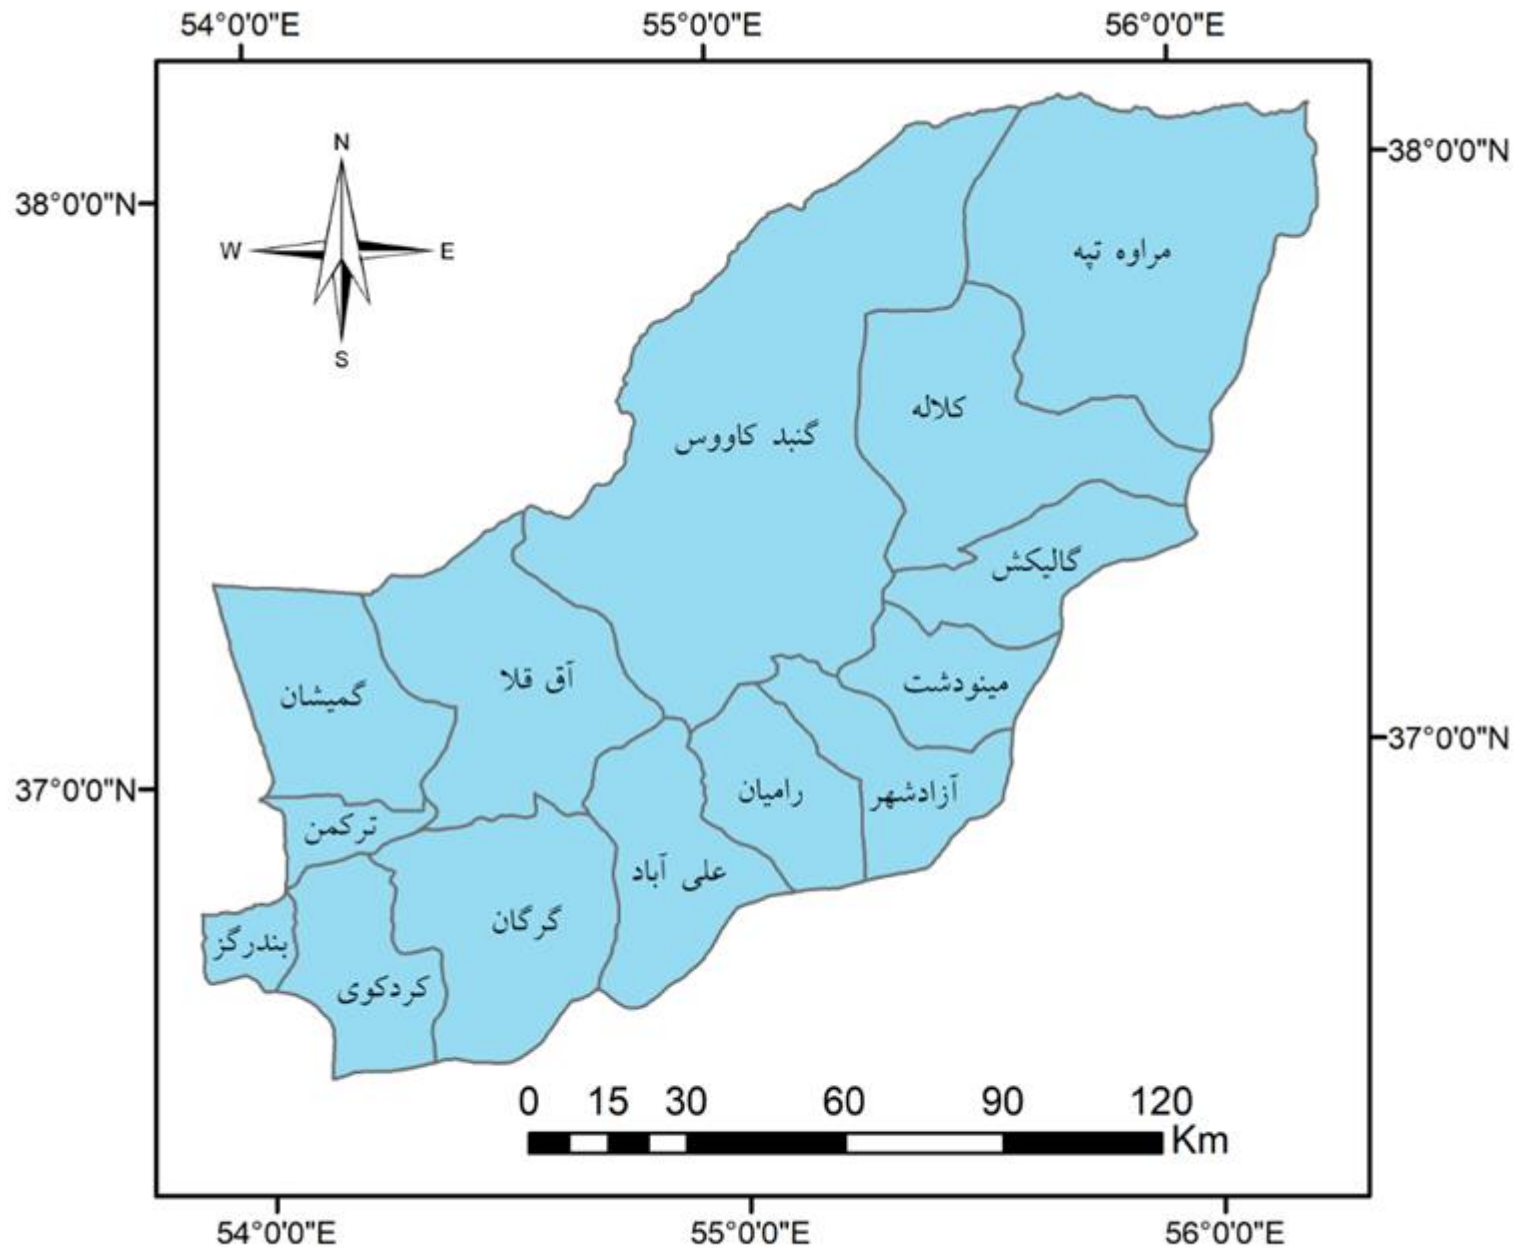 54°0'0"E 55°0'0"E 56°0'0"E
N
38°0'0"N
38°0'0"N
W E
مراوه تپه
S
کلاله
گنبد کاووس
گالیکش
آق قلا
مینودشت
گمیشان
37°0'0"N
37°0'0"N
رامیان
آزادشهر
ترکمن
علی آباد
گرگان
بندرگز
کردکوی
0 15 30 60 90 120
Km
54°0'0"E 55°0'0"E 56°0'0"E